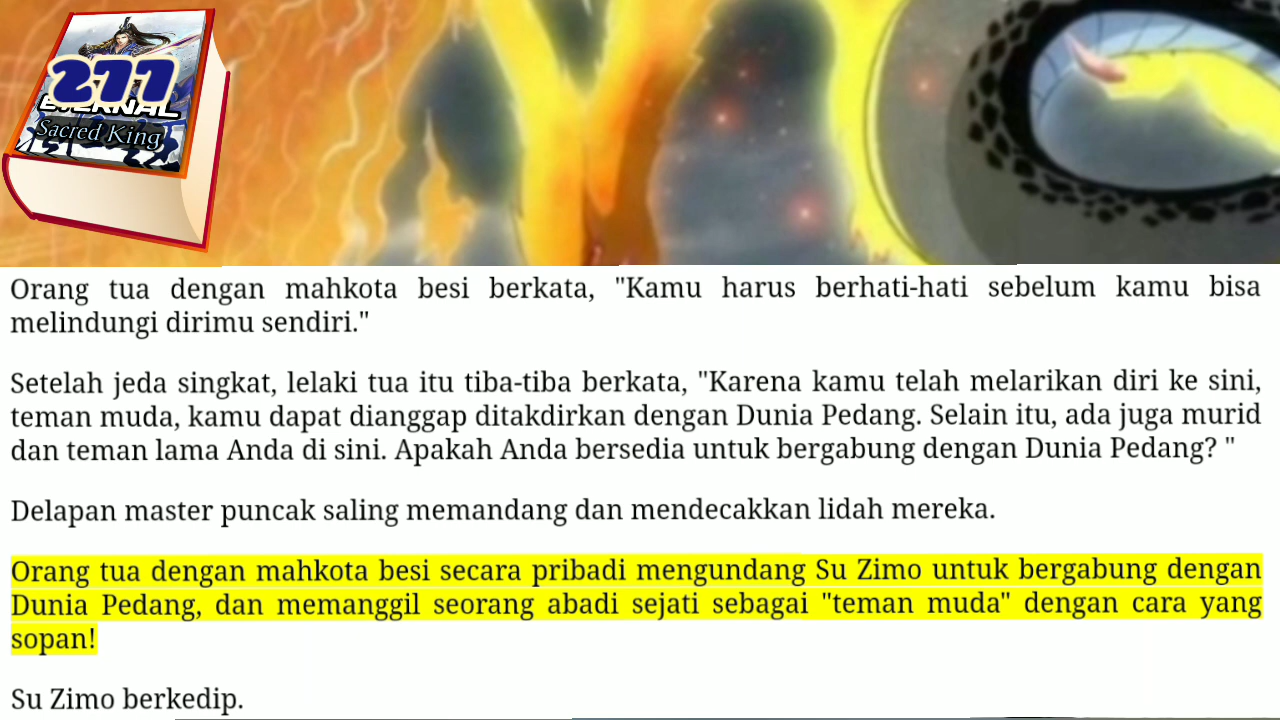 277
ETERNAL
Sacred King
Orang tua dengan mahkota besi berkata, "Kamu harus berhati-hati sebelum kamu bisa
melindungi dirimu sendiri."
Setelah jeda singkat, lelaki tua itu tiba-tiba berkata, "Karena kamu telah melarikan diri ke sini,
teman muda, kamu dapat dianggap ditakdirkan dengan Dunia Pedang. Selain itu, ada juga murid
dan teman lama Anda di sini. Apakah Anda bersedia untuk bergabung dengan Dunia Pedang? "
Delapan master puncak saling memandang dan mendecakkan lidah mereka.
Orang tua dengan mahkota besi secara pribadi mengundang Su Zimo untuk bergabung dengan
Dunia Pedang, dan memanggil seorang abadi sejati sebagai "teman muda" dengan cara yang
sopan!
Su Zimo berkedip.